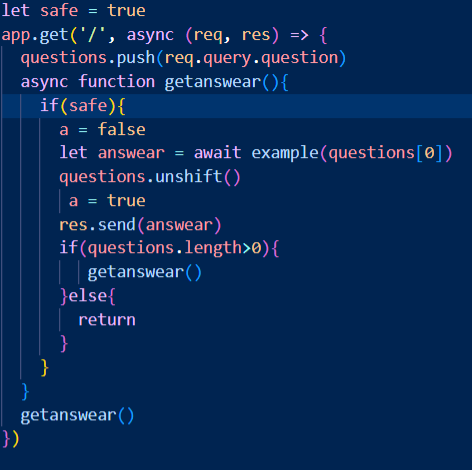 let safe = true
app.get('/', async (req, res) => {
  questions.push(req.query.question)
  async function getanswear(){
    if(safe){
      a = false
      let answear = await example(questions[0])
      questions.unshift()
       a = true
      res.send(answear)
      if(questions.length>0){
         getanswear()
      }else{
        return
      }
    }
  }
  getanswear()
})